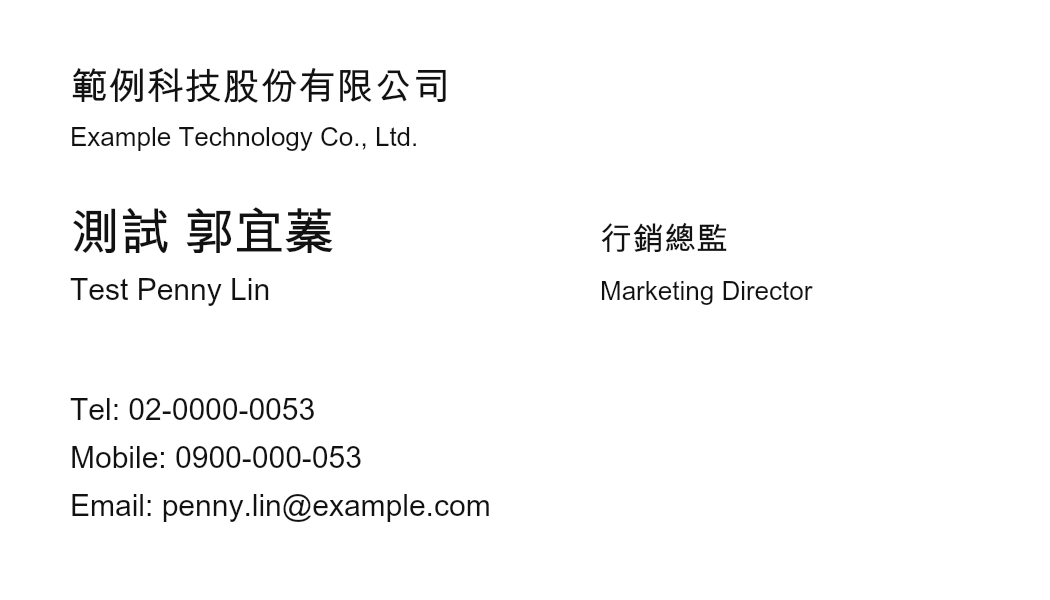 範例科技股份有限公司
Example Technology Co., Ltd.
測試 郭宜蓁
行銷總監
Test Penny Lin
Marketing Director
Tel: 02-0000-0053
Mobile: 0900-000-053
Email: penny.lin@example.com